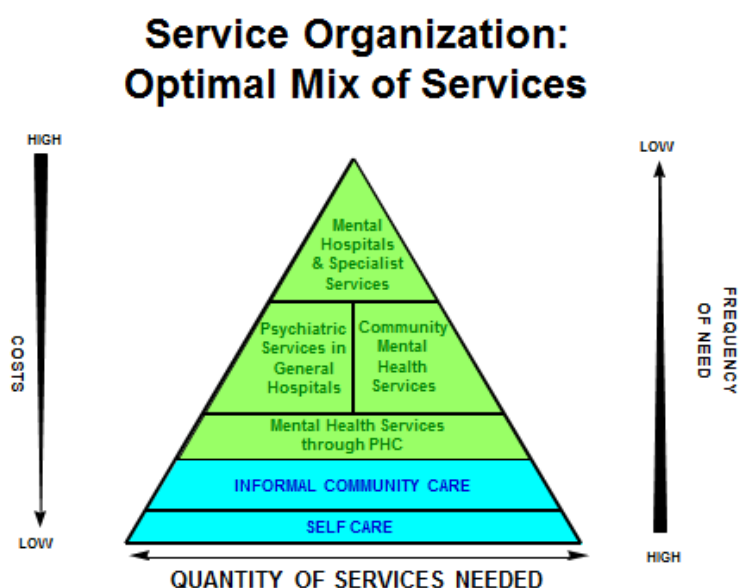 Service Organization:
Optimal Mix of Services
HIGH
LOW
Mental
Hospitals
& Specialist
Services
COSTS
Psychiatric
Services in
General
Hospitals
Community
Mental
Health
Services
FREQUENCY
OF NEED
Mental Health Services
through PHC
INFORMAL COMMUNITY CARE
SELF CARE
LOW
HIGH
QUANTITY OF SERVICES NEEDED